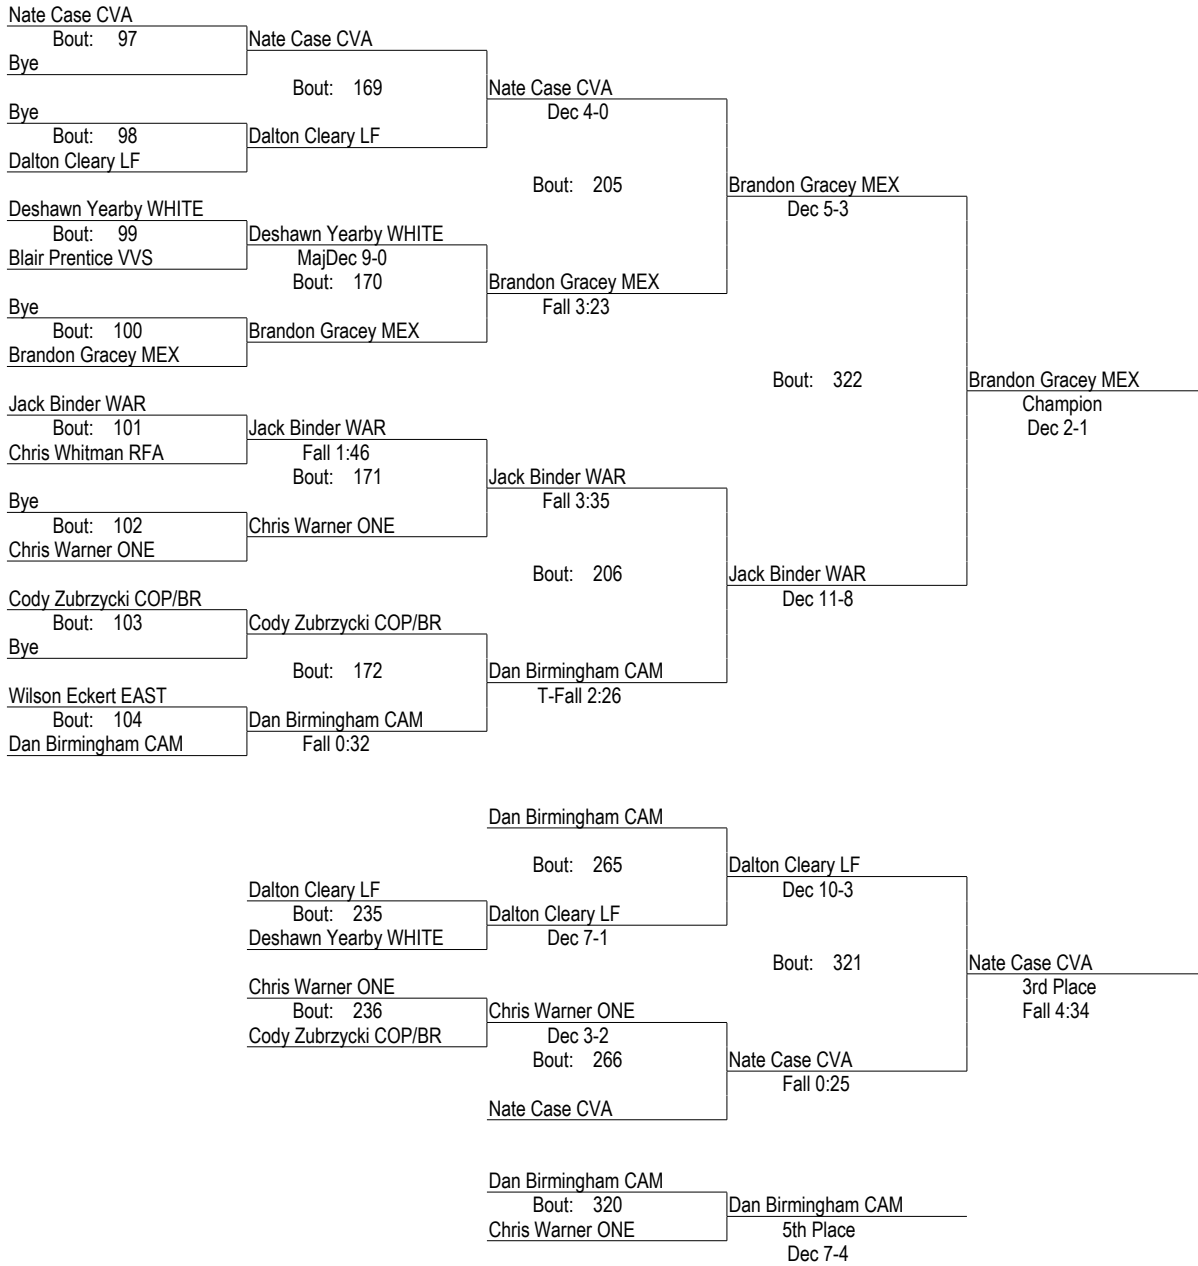 Nate Case CVA
Bout: 97
Nate Case CVA
Bye
Bout: 169
Nate Case CVA
Bye
Dec 4-0
Bout: 98
Dalton Cleary LF
Dalton Cleary LF
Bout: 205
Brandon Gracey MEX
Deshawn Yearby WHITE
Dec 5-3
Bout: 99
Deshawn Yearby WHITE
Blair Prentice VVS
MajDec 9-0
Bout: 170
Brandon Gracey MEX
Bye
Fall 3:23
Bout: 100
Brandon Gracey MEX
Brandon Gracey MEX
Bout: 322
Brandon Gracey MEX
Jack Binder WAR
Champion
Bout: 101
Jack Binder WAR
Dec 2-1
Chris Whitman RFA
Fall 1:46
Bout: 171
Jack Binder WAR
Bye
Fall 3:35
Bout: 102
Chris Warner ONE
Chris Warner ONE
Bout: 206
Jack Binder WAR
Cody Zubrzycki COP/BR
Dec 11-8
Bout: 103
Cody Zubrzycki COP/BR
Bye
Bout: 172
Dan Birmingham CAM
Wilson Eckert EAST
T-Fall 2:26
Bout: 104
Dan Birmingham CAM
Dan Birmingham CAM
Fall 0:32
Dan Birmingham CAM
Bout: 265
Dalton Cleary LF
Dalton Cleary LF
Dec 10-3
Bout: 235
Dalton Cleary LF
Deshawn Yearby WHITE
Dec 7-1
Bout: 321
Nate Case CVA
Chris Warner ONE
3rd Place
Bout: 236
Chris Warner ONE
Fall 4:34
Cody Zubrzycki COP/BR
Dec 3-2
Bout: 266
Nate Case CVA
Fall 0:25
Nate Case CVA
Dan Birmingham CAM
Bout: 320
Dan Birmingham CAM
Chris Warner ONE
5th Place
Dec 7-4